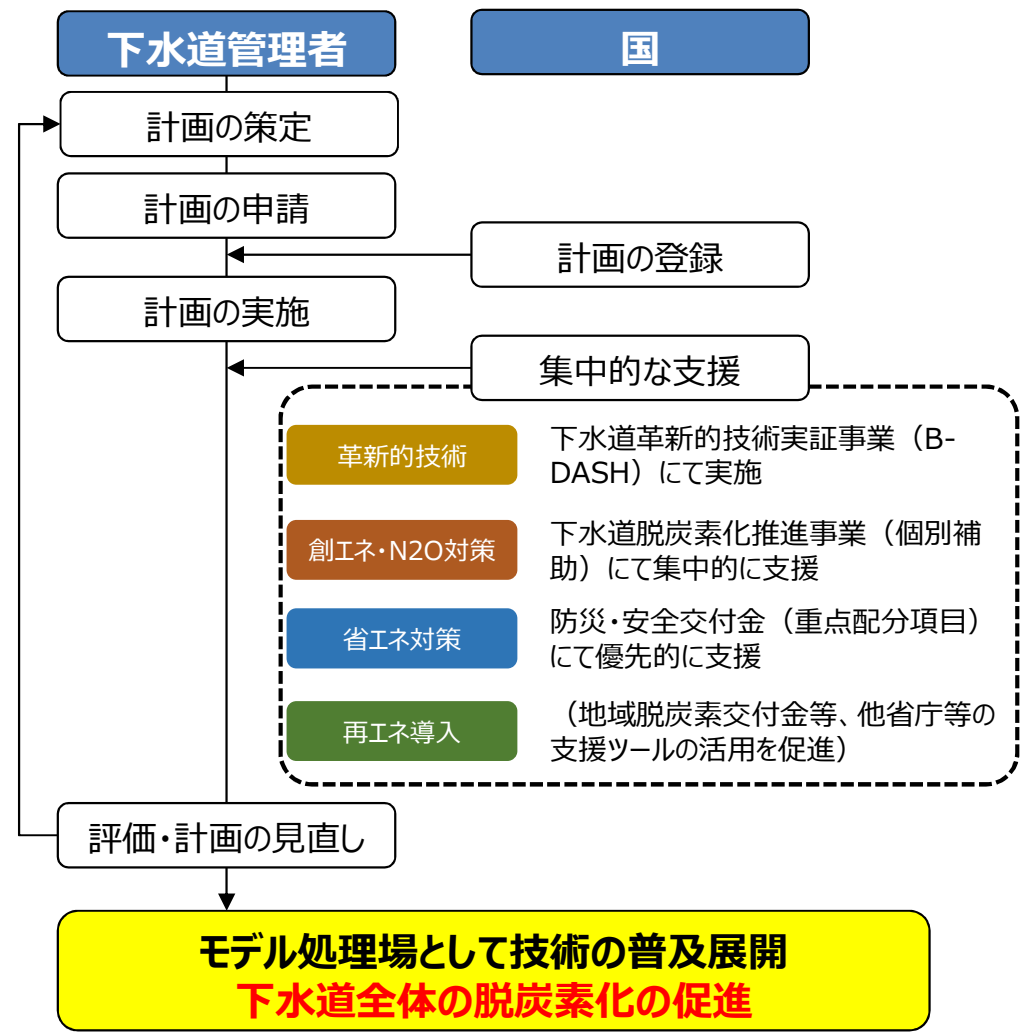 下水道管理者
国
計画の策定
計画の申請
計画の登録
計画の実施
集中的な支援
革新的技術
下水道革新的技術実証事業（B-
DASH）にて実施
創エネ・N2O対策
下水道脱炭素化推進事業（個別補
助）にて集中的に支援
省エネ対策
防災・安全交付金（重点配分項目）
にて優先的に支援
再エネ導入
（地域脱炭素交付金等、他省庁等の
支援ツールの活用を促進）
評価・計画の見直し
モデル処理場として技術の普及展開
下水道全体の脱炭素化の促進